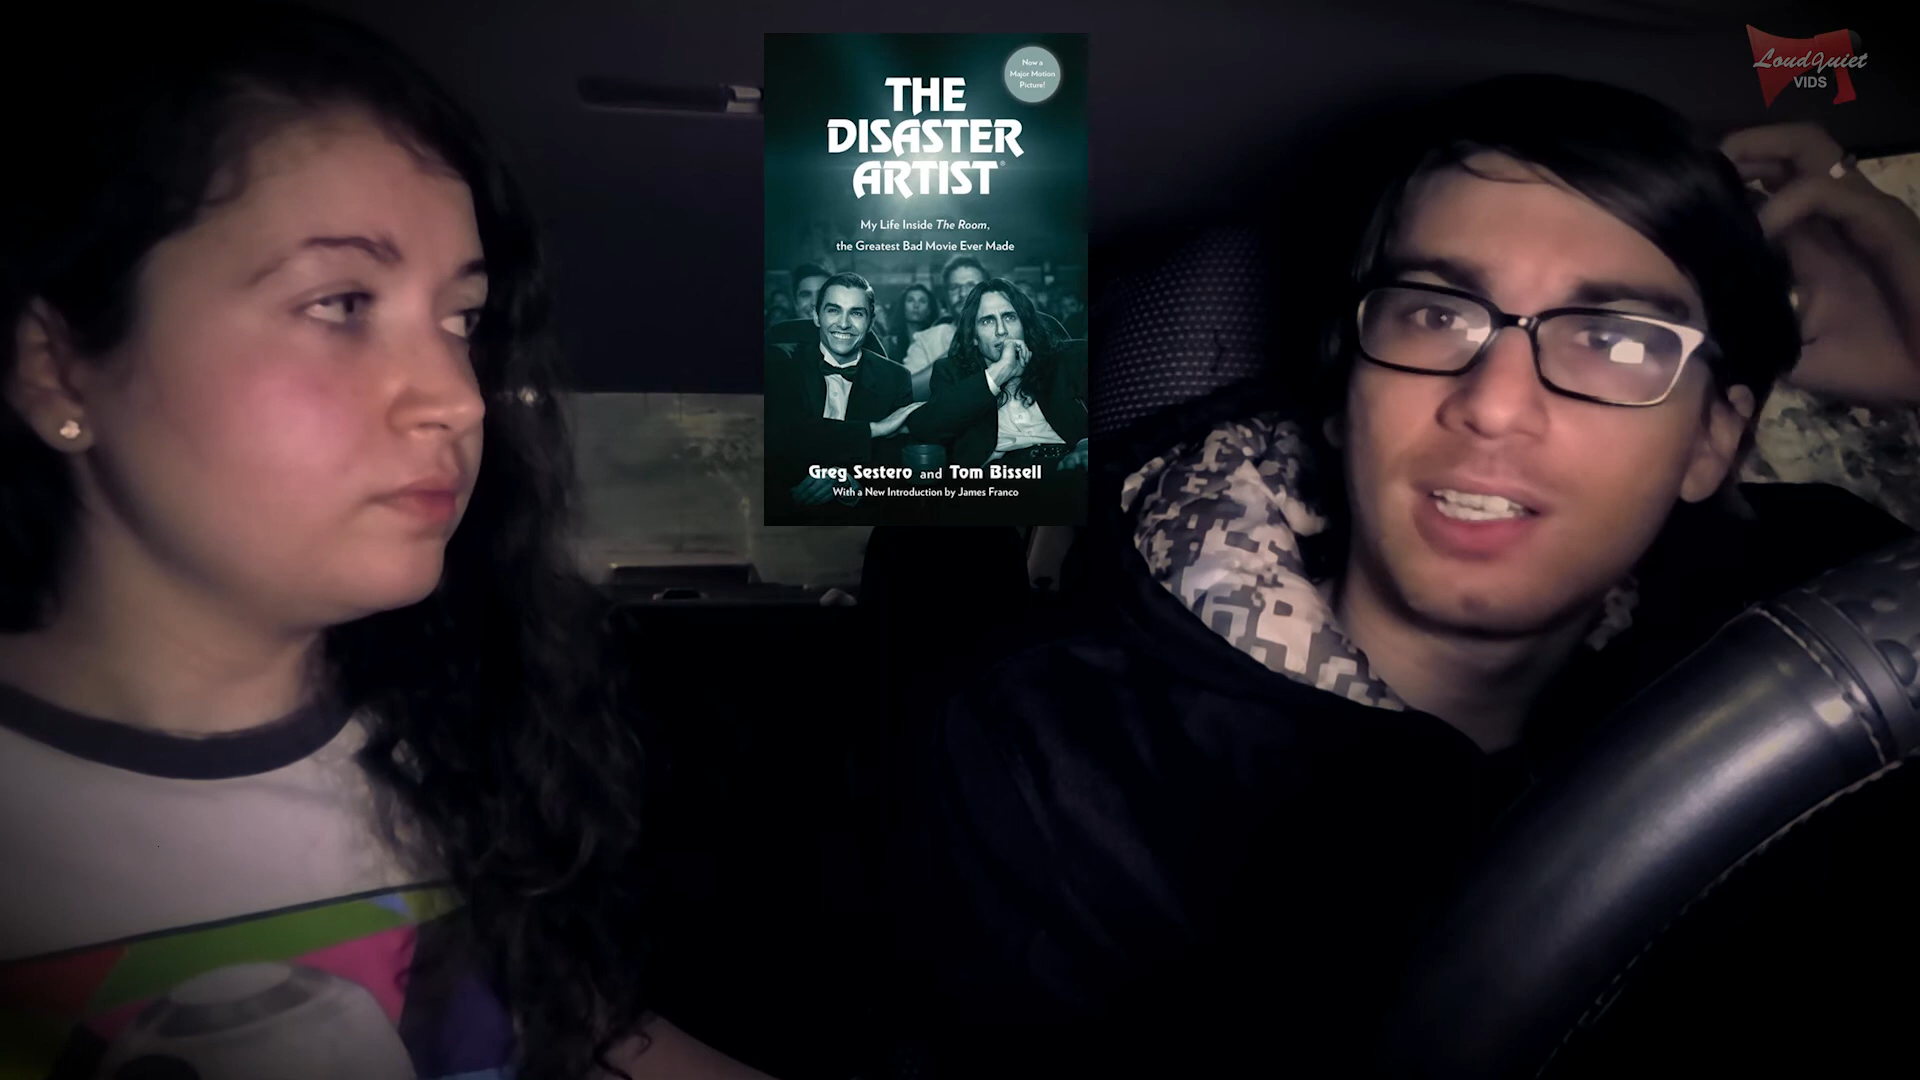 Now a
Major Motion
Picture!
THE
DISASTER
ARTIST®
My Life Inside The Room,
the Greatest Bad Movie Ever Made
Greg Sestero and Tom Bissell
With a New Introduction by James Franco
LoudQuiet
VIDS